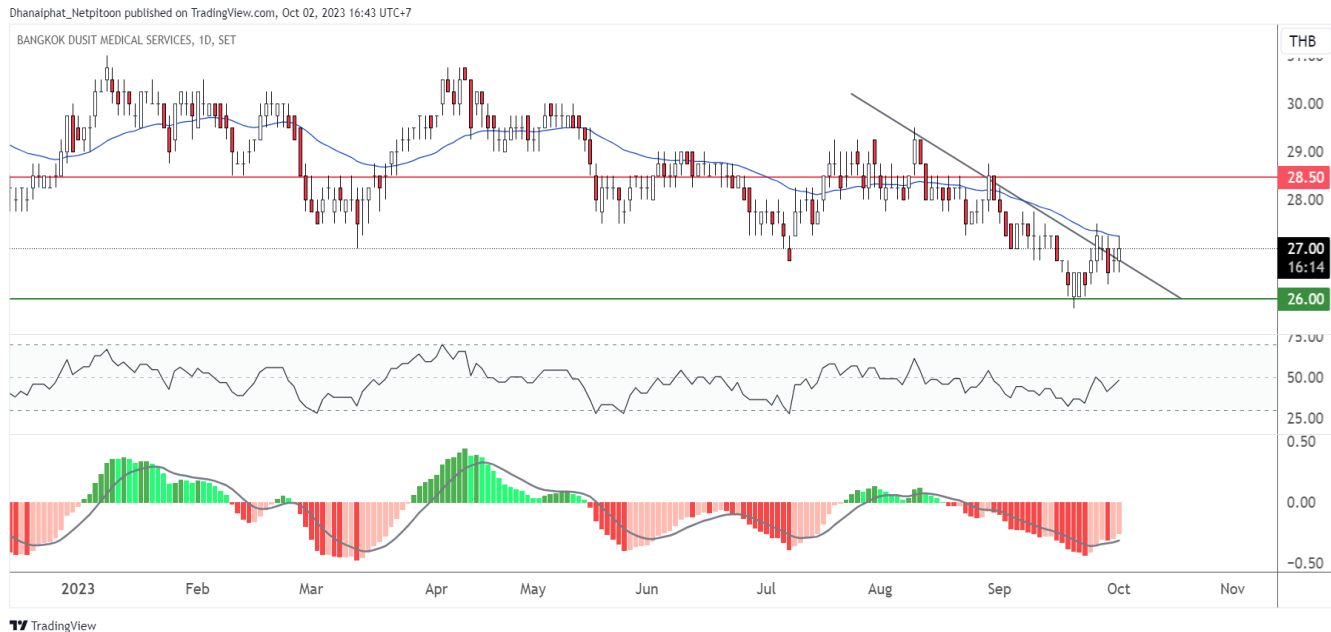 Dhanaiphat_Netpitoon published on TradingView.com, Oct 02, 2023 16:43 UTC+7
BANGKOK DUSIT MEDICAL SERVICES, 1D, SET
THB
31.00
30.00
29.00
28.50
28.00
27.00
16:14
26.00
75.00
50.00
25.00
0.50
0.00
−0.50
2023 Feb Mar Apr May Jun Jul Aug Sep Oct Nov
TradingView